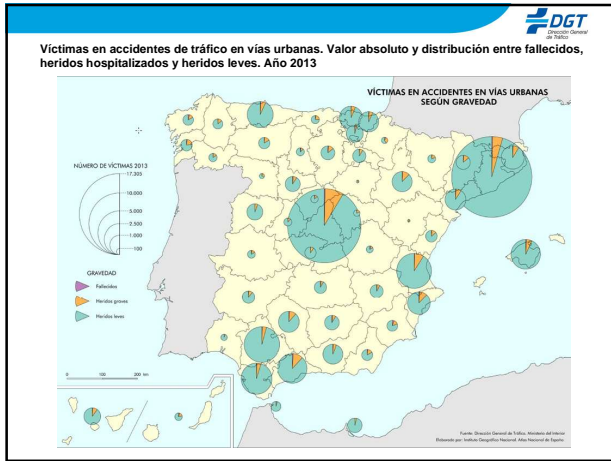 DGT
Dirección General
de Tráfico
Víctimas en accidentes de tráfico en vías urbanas. Valor absoluto y distribución entre fallecidos,
heridos hospitalizados y heridos leves. Año 2013
VÍCTIMAS EN ACCIDENTES EN VÍAS URBANAS
SEGÚN GRAVEDAD
NÚMERO DE VÍCTIMAS 2013
17.305
10.000
5.000
2.500
1.000
100
GRAVEDAD
Fallecidos
Heridos graves
Heridos leves
0 100 200 km
Fuente: Dirección General de Tráfico. Ministerio del Interior
Elaborado por: Instituto Geográfico Nacional. Atlas Nacional de España